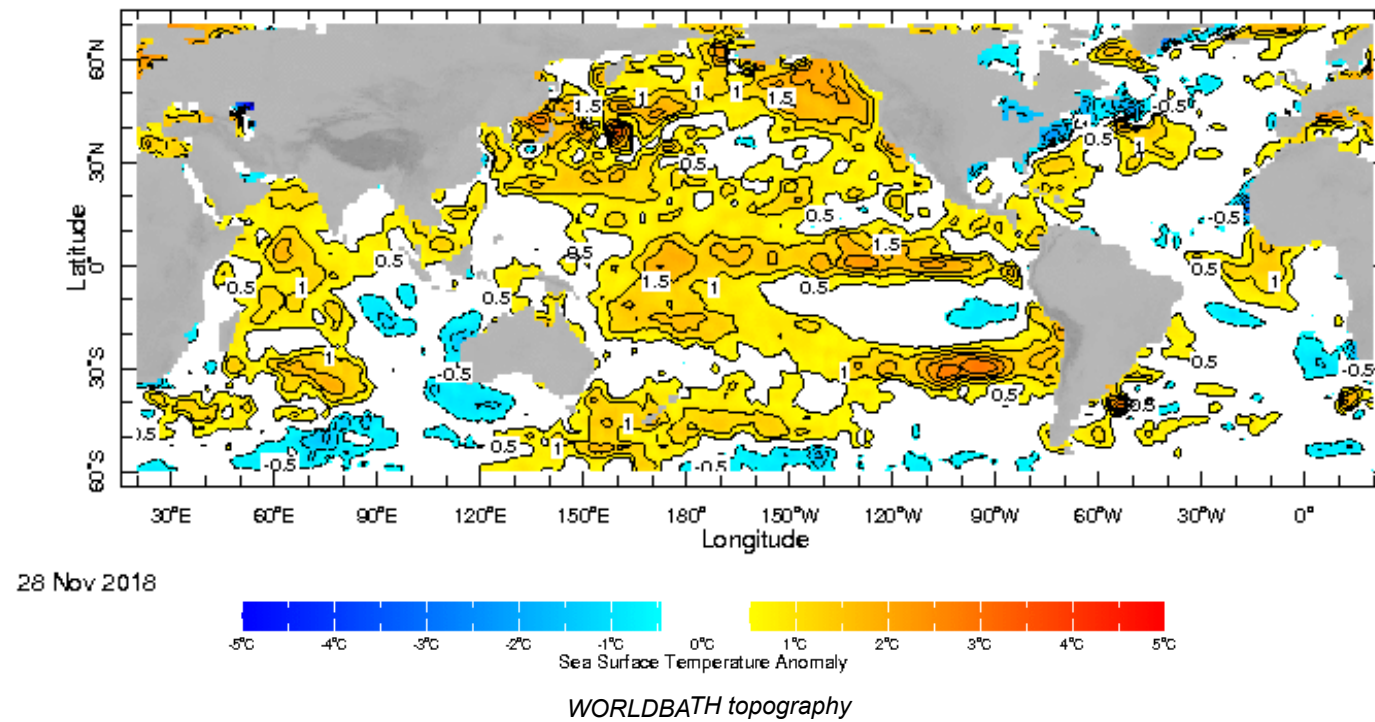 60°N
30°N
Latitude
0°
30°S
60°S
1.5 1 1 1.5 1 1.5 -0.5
0.5 0.5 0.5 1
0.5 -0.5
0.5 0.5 1.5 0.5
0.5 1 0.5 1.5 1 0.5
1 -0.5 1 0.5 0.5 -0.5
0.5 1 0.5
-0.5 0.5 1 1 -0.5
30°E 60°E 90°E 120°E 150°E 180° 150°W 120°W 90°W 60°W 30°W 0°
Longitude
28 Nov 2018
-5°C -4°C -3°C -2°C -1°C 0°C 1°C 2°C 3°C 4°C 5°C
Sea Surface Temperature Anomaly
WORLDBATH topography